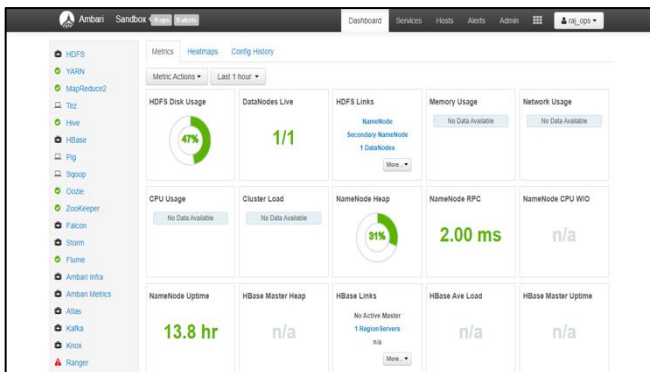 Ambari Sandbox 0 ops 0 alerts Dashboard Services Hosts Alerts Admin raj_ops
HDFS
YARN
MapReduce2
Tez
Hive
HBase
Pig
Sqoop
Oozie
ZooKeeper
Falcon
Storm
Flume
Ambari Infra
Ambari Metrics
Atlas
Kafka
Knox
Ranger
Metrics Heatmaps Config History
Metric Actions Last 1 hour
HDFS Disk Usage
47%
DataNodes Live
1/1
HDFS Links
NameNode
Secondary NameNode
1 DataNodes
More...
Memory Usage
No Data Available
Network Usage
No Data Available
CPU Usage
No Data Available
Cluster Load
No Data Available
NameNode Heap
31%
NameNode RPC
2.00 ms
NameNode CPU WIO
n/a
NameNode Uptime
13.8 hr
HBase Master Heap
n/a
HBase Links
No Active Master
1 RegionServers
n/a
More...
HBase Ave Load
n/a
HBase Master Uptime
n/a